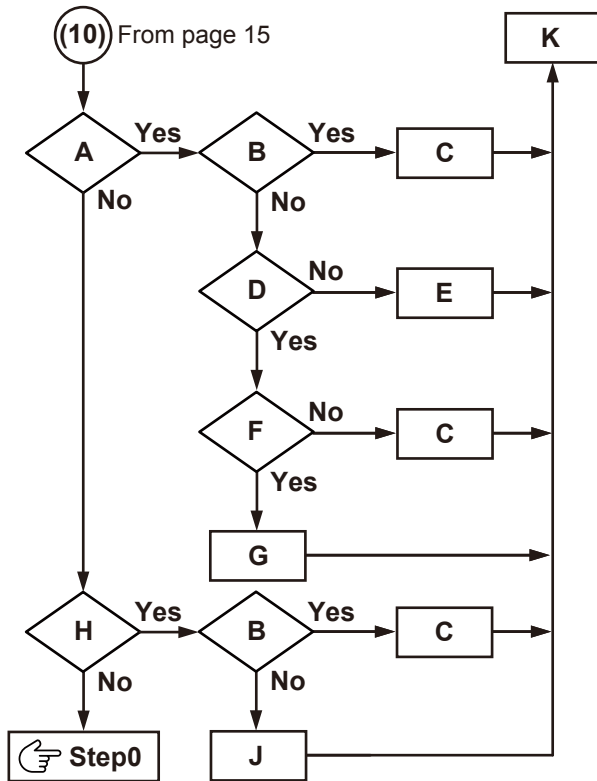 (10) From page 15
K
A
Yes
B
Yes
C
No
No
D
No
E
Yes
F
No
C
Yes
G
H
Yes
B
Yes
C
No
No
Step0
J